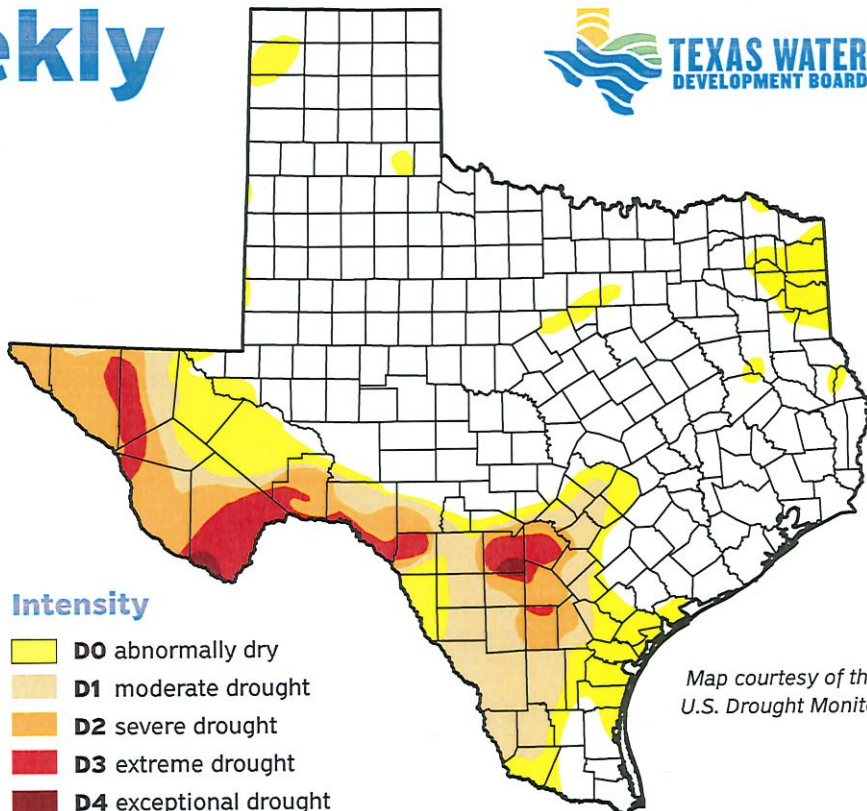 ekly
TEXAS WATER
DEVELOPMENT BOARD
Intensity
D0 abnormally dry
D1 moderate drought
D2 severe drought
D3 extreme drought
D4 exceptional drought
Map courtesy of th
U.S. Drought Monito